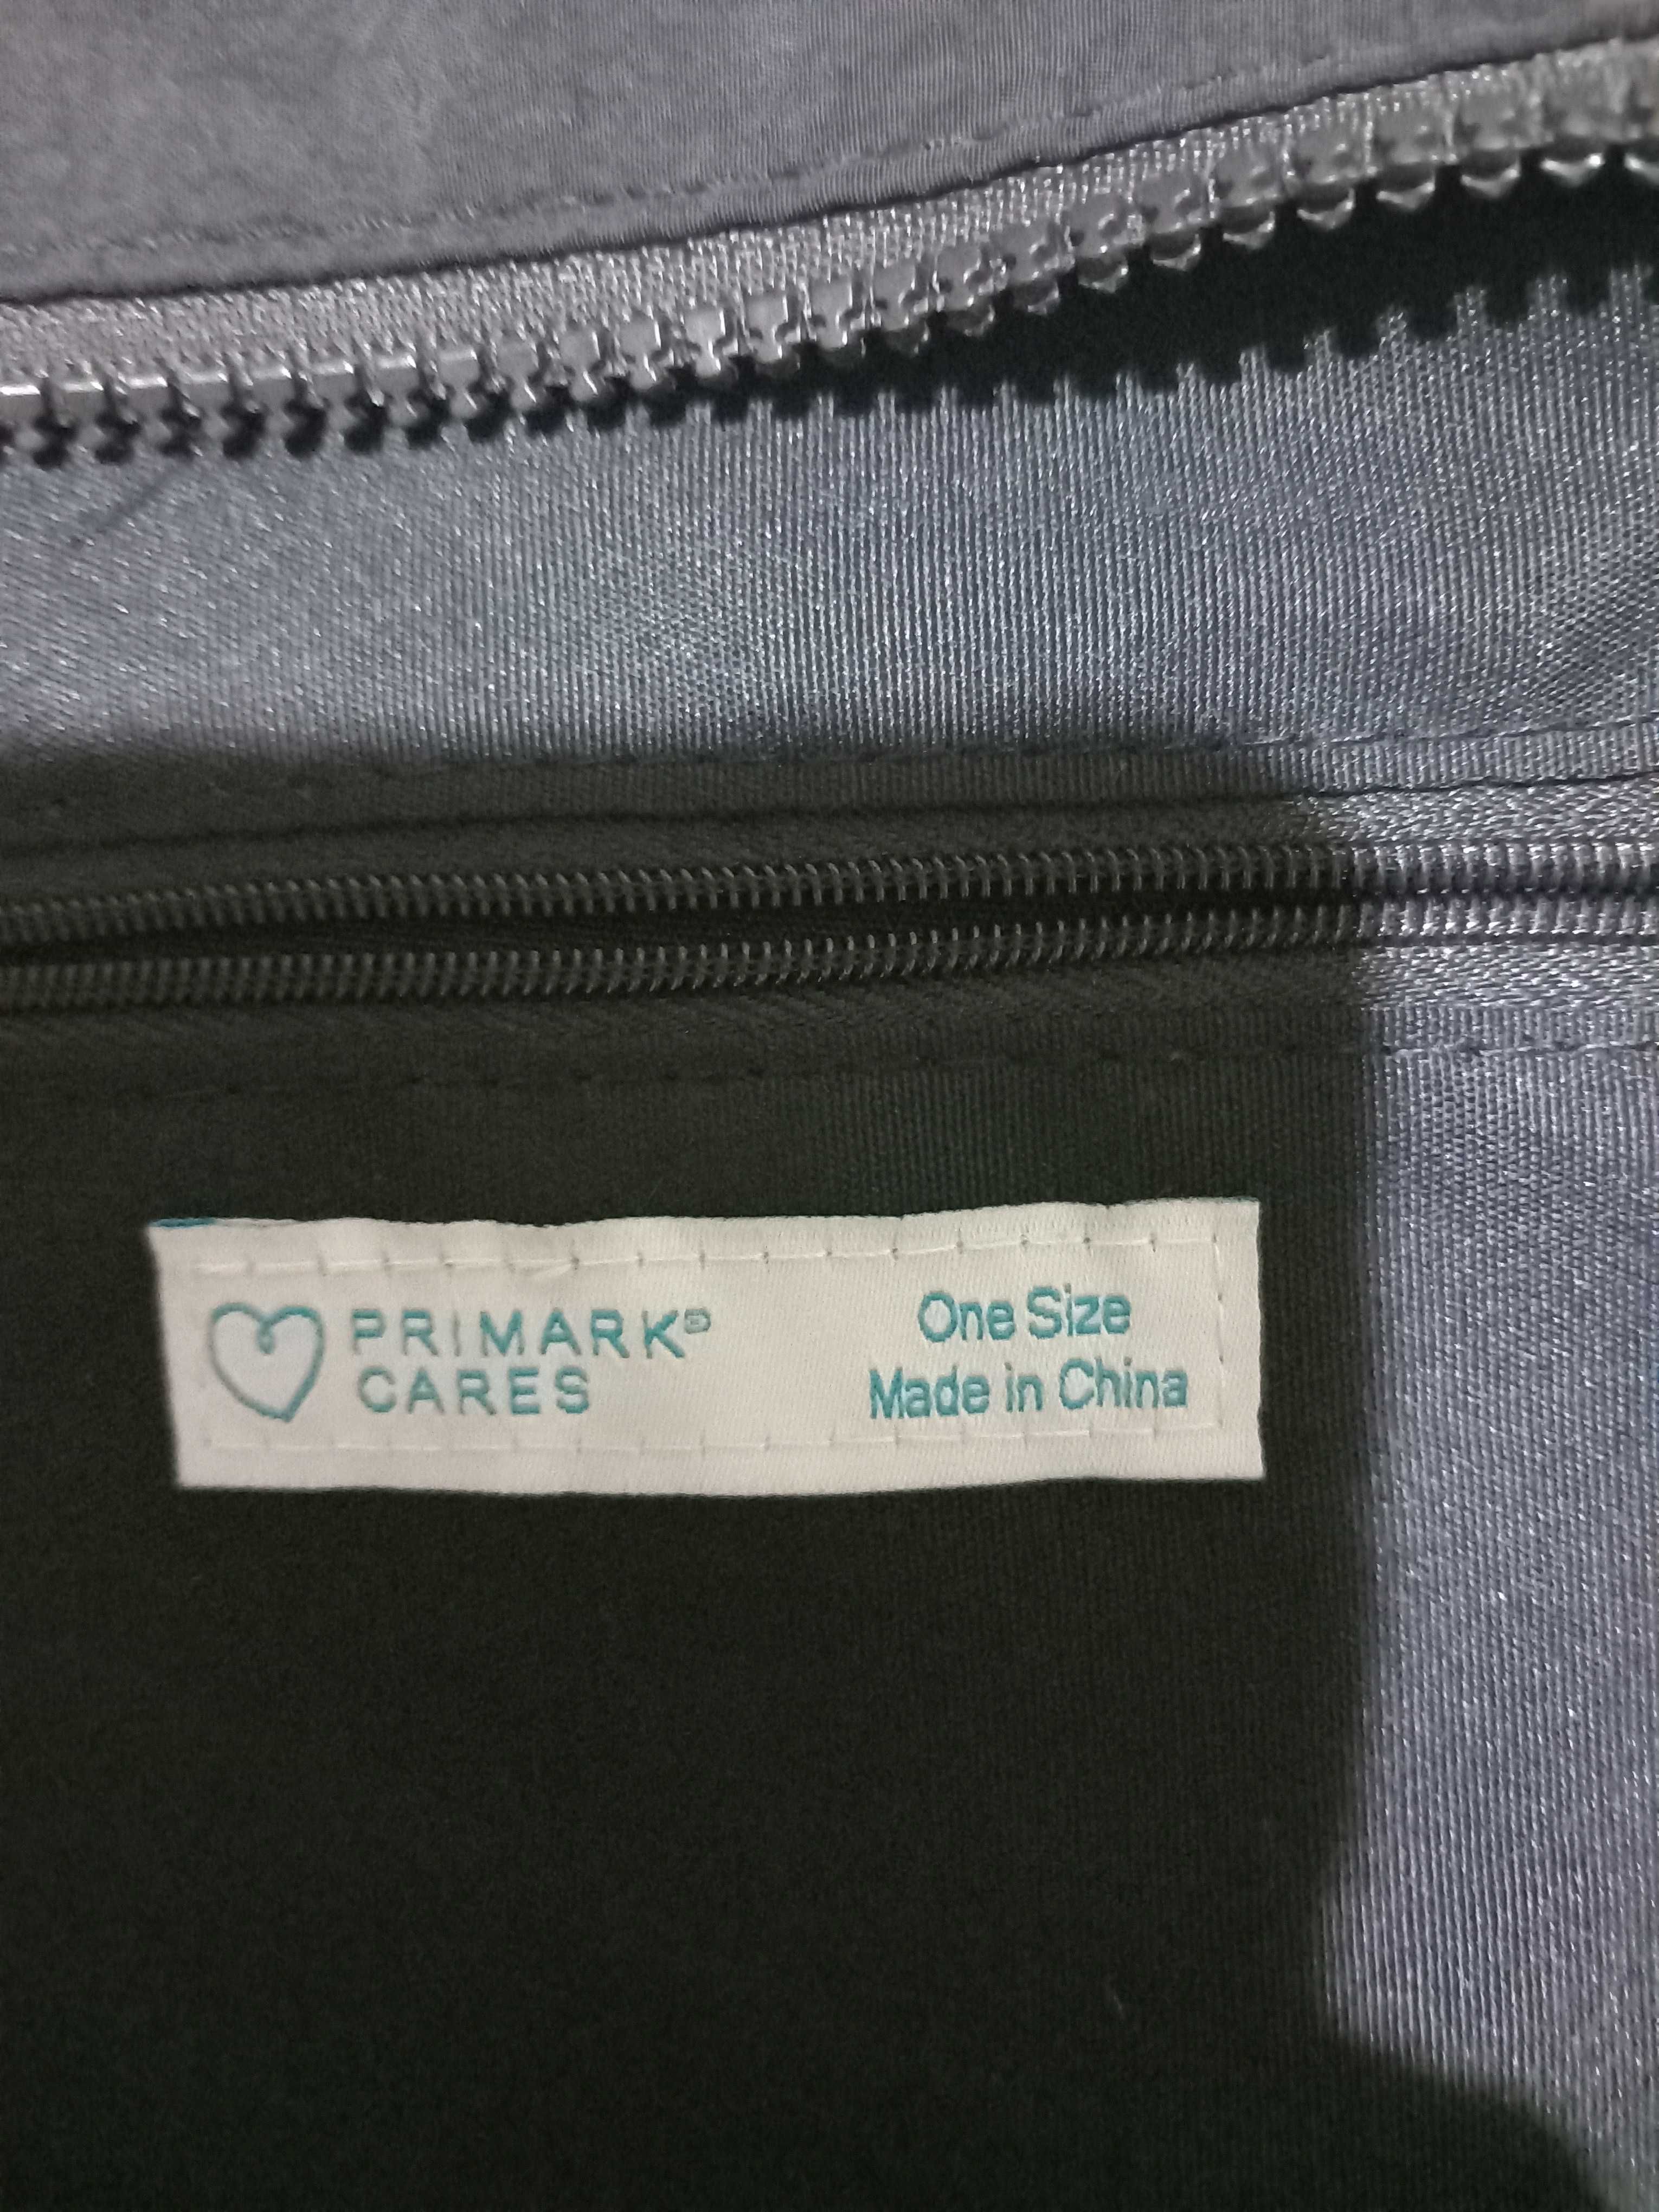 PRIMARK®
CARES
One Size
Made in China